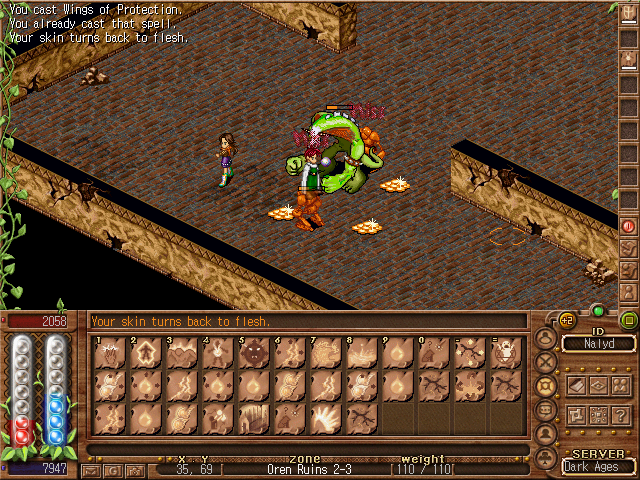 You cast Wings of Protection.
You already cast that spell.
Your skin turns back to flesh.
2058
Your skin turns back to flesh.
+2
ID
Nalyd
1 2 3 4 5 6 7 8 9 0 - =
X Y zone weight
7947
G
35, 69
Oren Ruins 2-3
110 / 110
?
SERVER
Dark Ages